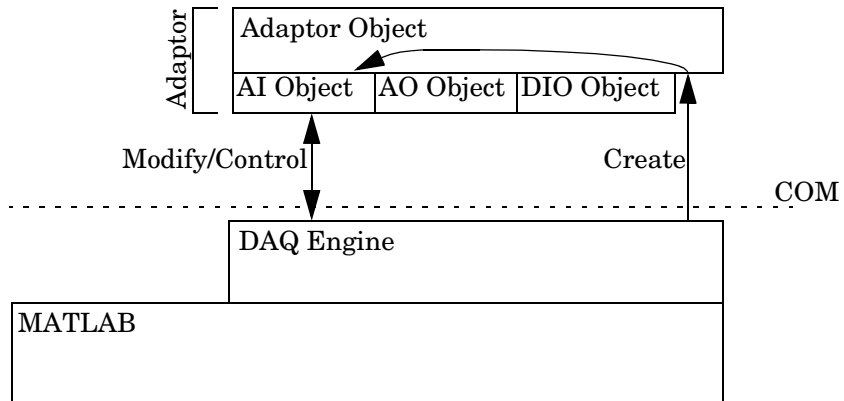 Adaptor
Adaptor Object
AI Object
AO Object
DIO Object
Modify/Control
Create
COM
DAQ Engine
MATLAB